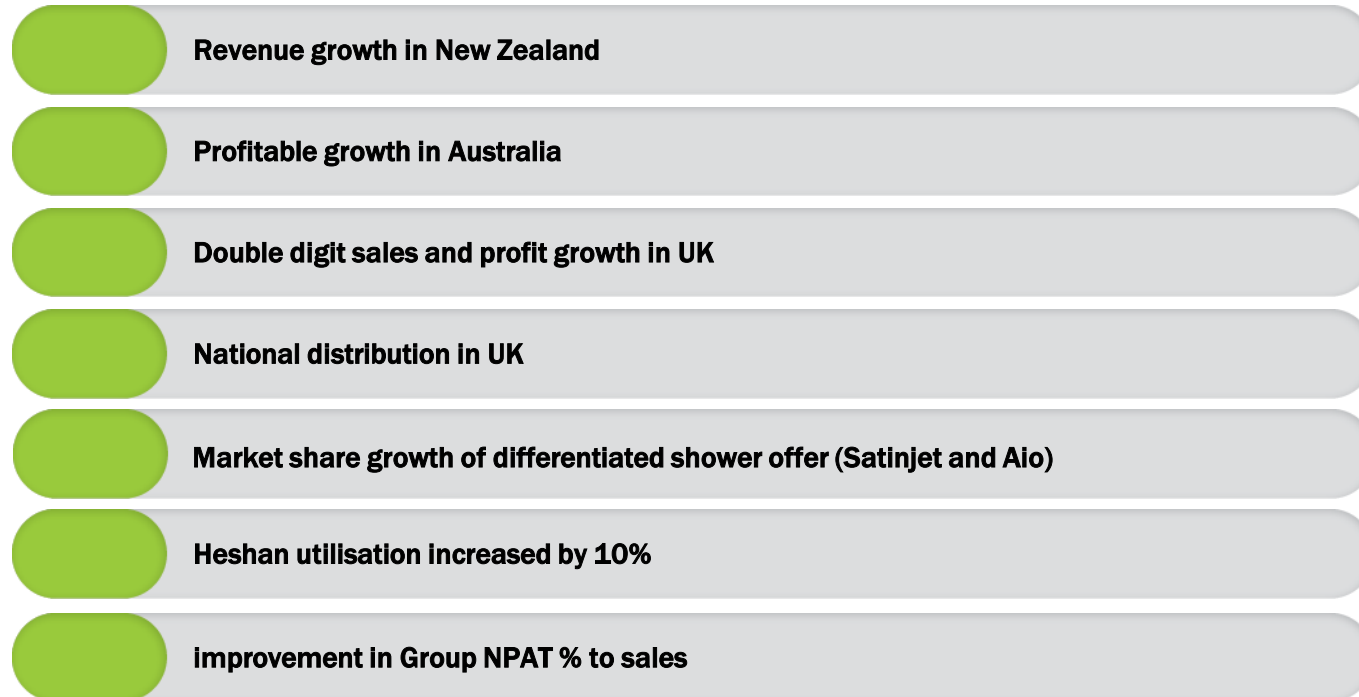 Revenue growth in New Zealand
Profitable growth in Australia
Double digit sales and profit growth in UK
National distribution in UK
Market share growth of differentiated shower offer (Satinjet and Aio)
Heshan utilisation increased by 10%
improvement in Group NPAT % to sales